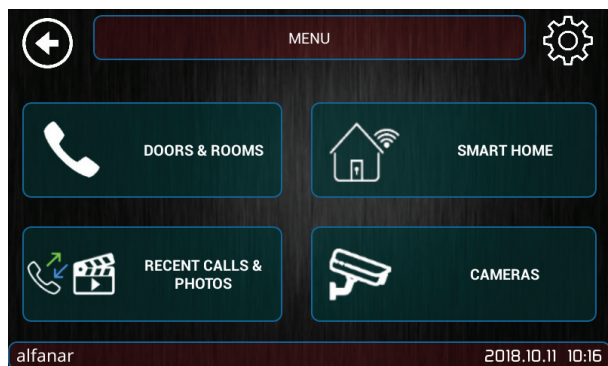 MENU
DOORS & ROOMS
SMART HOME
RECENT CALLS &
PHOTOS
CAMERAS
alfanar
2018.10.11 10:16